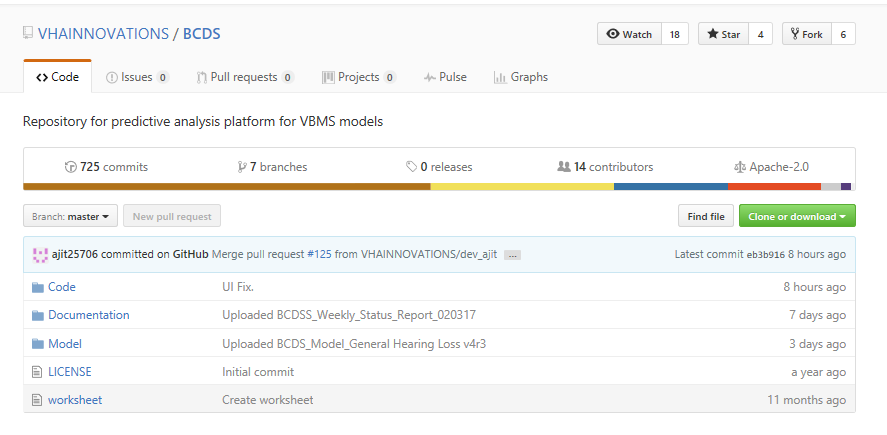 VHAINNOVATIONS / BCDS Watch 18 Star 4 Fork 6
Code Issues 0 Pull requests 0 Projects 0 Pulse Graphs
Repository for predictive analysis platform for VBMS models
725 commits 7 branches 0 releases 14 contributors Apache-2.0
Branch: master New pull request Find file Clone or download
ajit25706 committed on GitHub Merge pull request #125 from VHAINNOVATIONS/dev_ajit ... Latest commit eb3b916 8 hours ago
Code UI Fix. 8 hours ago
Documentation Uploaded BCDSS_Weekly_Status_Report_020317 7 days ago
Model Uploaded BCDS_Model_General Hearing Loss v4r3 3 days ago
LICENSE Initial commit a year ago
worksheet Create worksheet 11 months ago